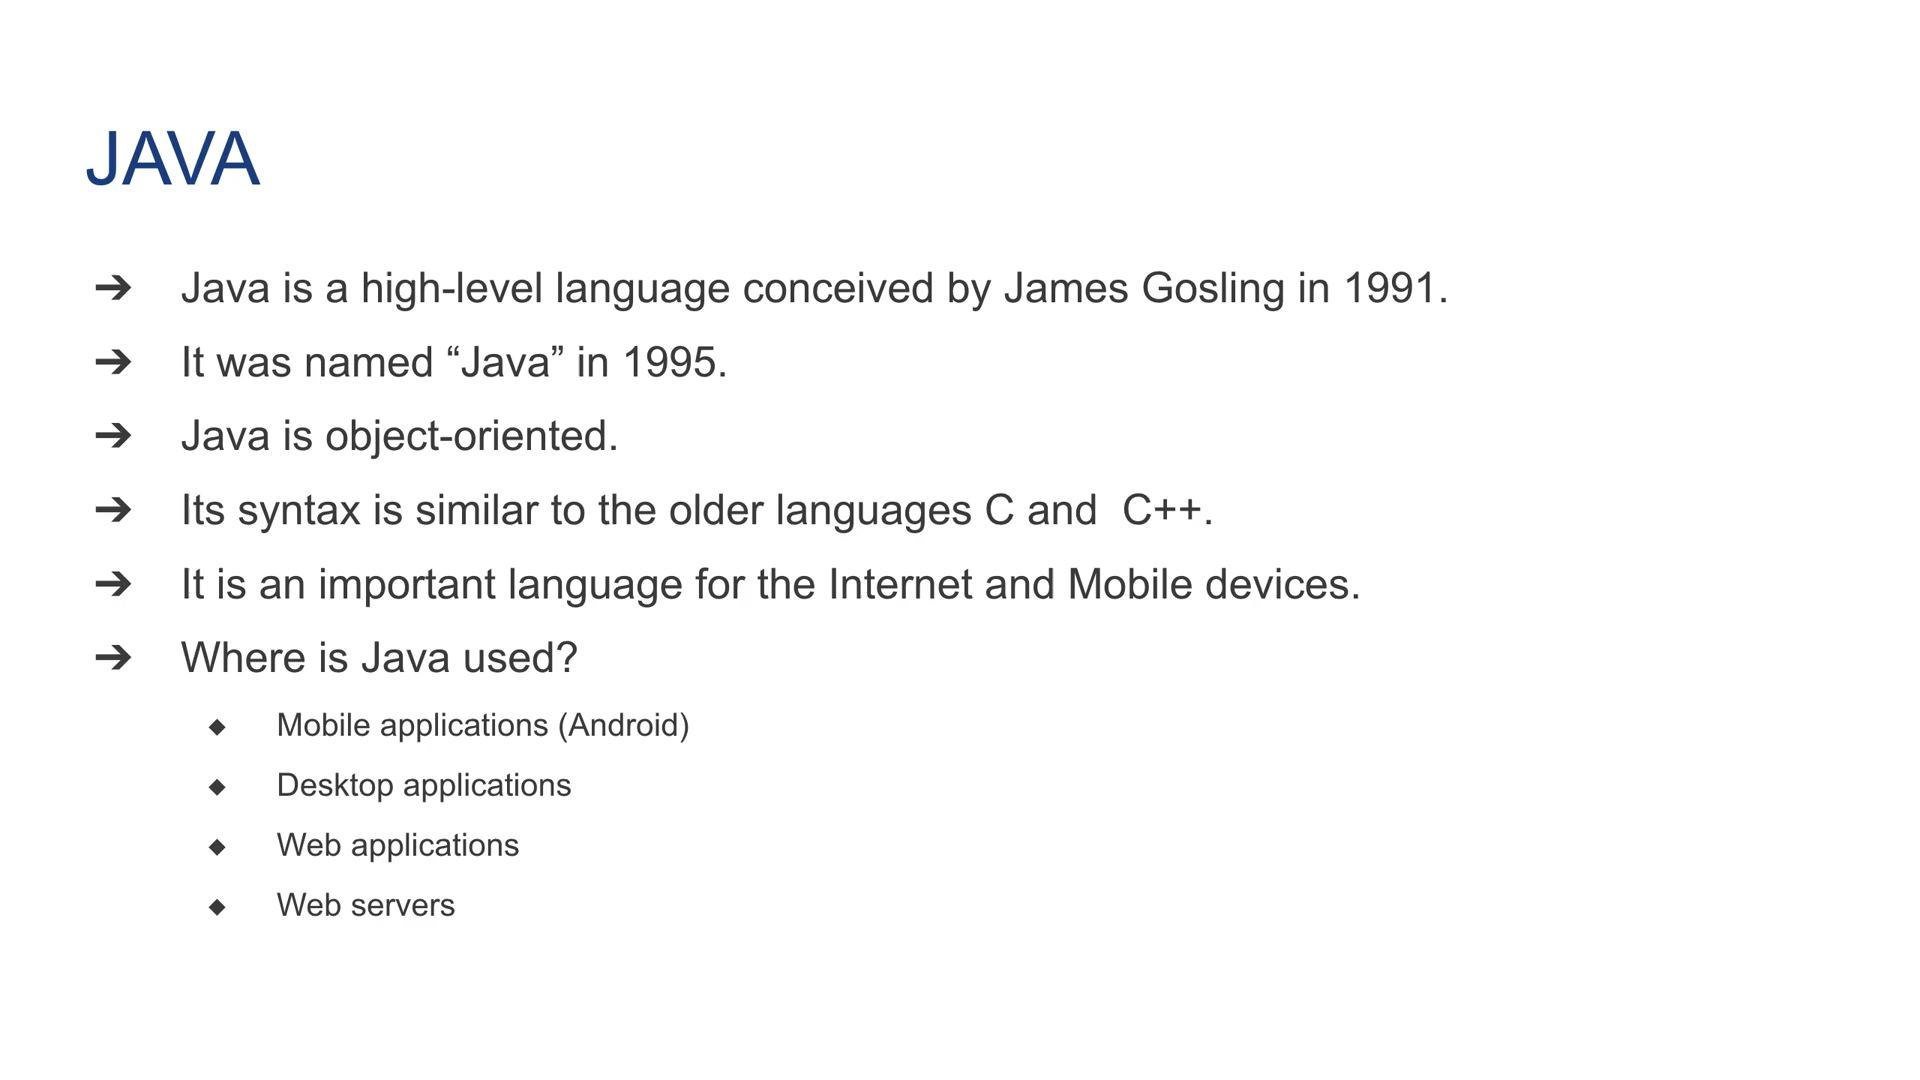 JAVA
➔ Java is a high-level language conceived by James Gosling in 1991.
➔ It was named “Java” in 1995.
➔ Java is object-oriented.
➔ Its syntax is similar to the older languages C and  C++.
➔ It is an important language for the Internet and Mobile devices.
➔ Where is Java used?
◆ Mobile applications (Android)
◆ Desktop applications
◆ Web applications
◆ Web servers